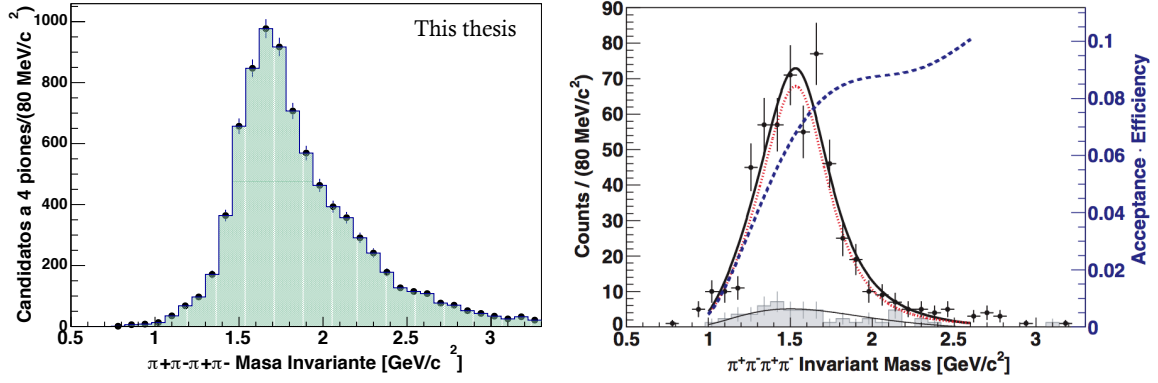 This thesis
Candidatos a 4 piones/(80 MeV/c ²)
1000
800
600
400
200
0
0.5 1 1.5 2 2.5 3
π+π-π+π- Masa Invariante [GeV/c ²]
Counts / (80 MeV/c²)
90
80
70
60
50
40
30
20
10
0
0.5 1 1.5 2 2.5 3
π⁺π⁻π⁺π⁻ Invariant Mass [GeV/c²]
0.1
0.08
0.06
0.04
0.02
0
Acceptance · Efficiency